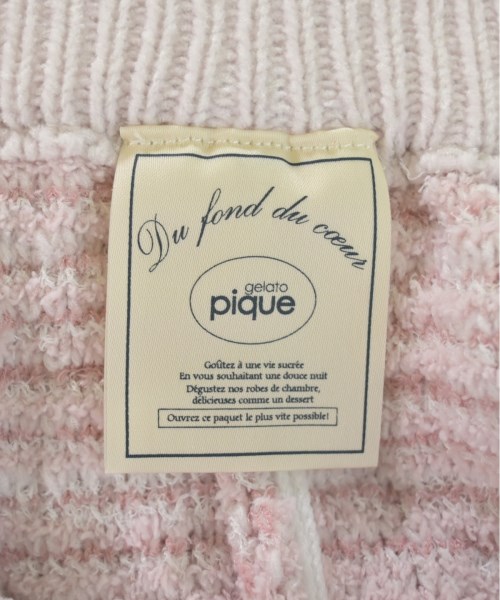 Du fond du cœur
gelato
pique
Goûtez à une vie sucrée
En vous souhaitant une douce nuit
Dégustez nos robes de chambre,
délicieuses comme un dessert
Ouvrez ce paquet le plus vite possible!